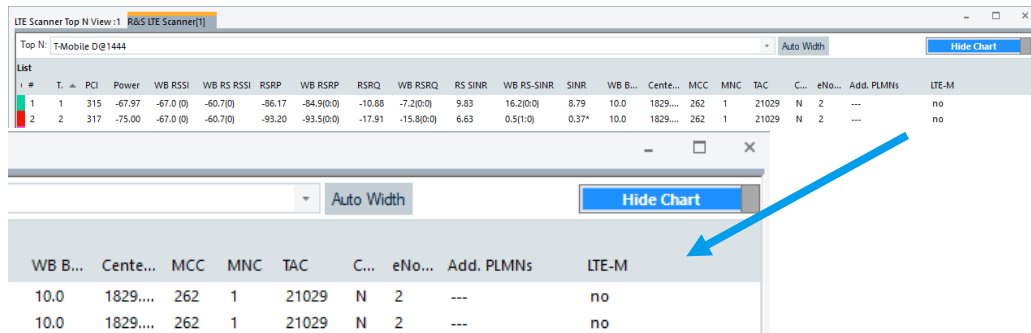 LTE Scanner Top N View :1 R&S LTE Scanner[1]
Top N: T-Mobile D@1444 Auto Width Hide Chart
List
# T. PCI Power WB RSSI WB RS RSSI RSRP WB RSRP RSRQ WB RSRQ RS SINR WB RS-SINR SINR WB B... Cente... MCC MNC TAC C... eNo... Add. PLMNs LTE-M
1 1 315 -67.97 -67.0 (0) -60.7(0) -86.17 -84.9(0:0) -10.88 -7.2(0:0) 9.83 16.2(0:0) 8.79 10.0 1829.... 262 1 21029 N 2 --- no
2 2 317 -75.00 -67.0 (0) -60.7(0) -93.20 -93.5(0:0) -17.91 -15.8(0:0) 6.63 0.5(1:0) 0.37* 10.0 1829.... 262 1 21029 N 2 --- no
Auto Width Hide Chart
WB B... Cente... MCC MNC TAC C... eNo... Add. PLMNs LTE-M
10.0 1829.... 262 1 21029 N 2 --- no
10.0 1829.... 262 1 21029 N 2 --- no